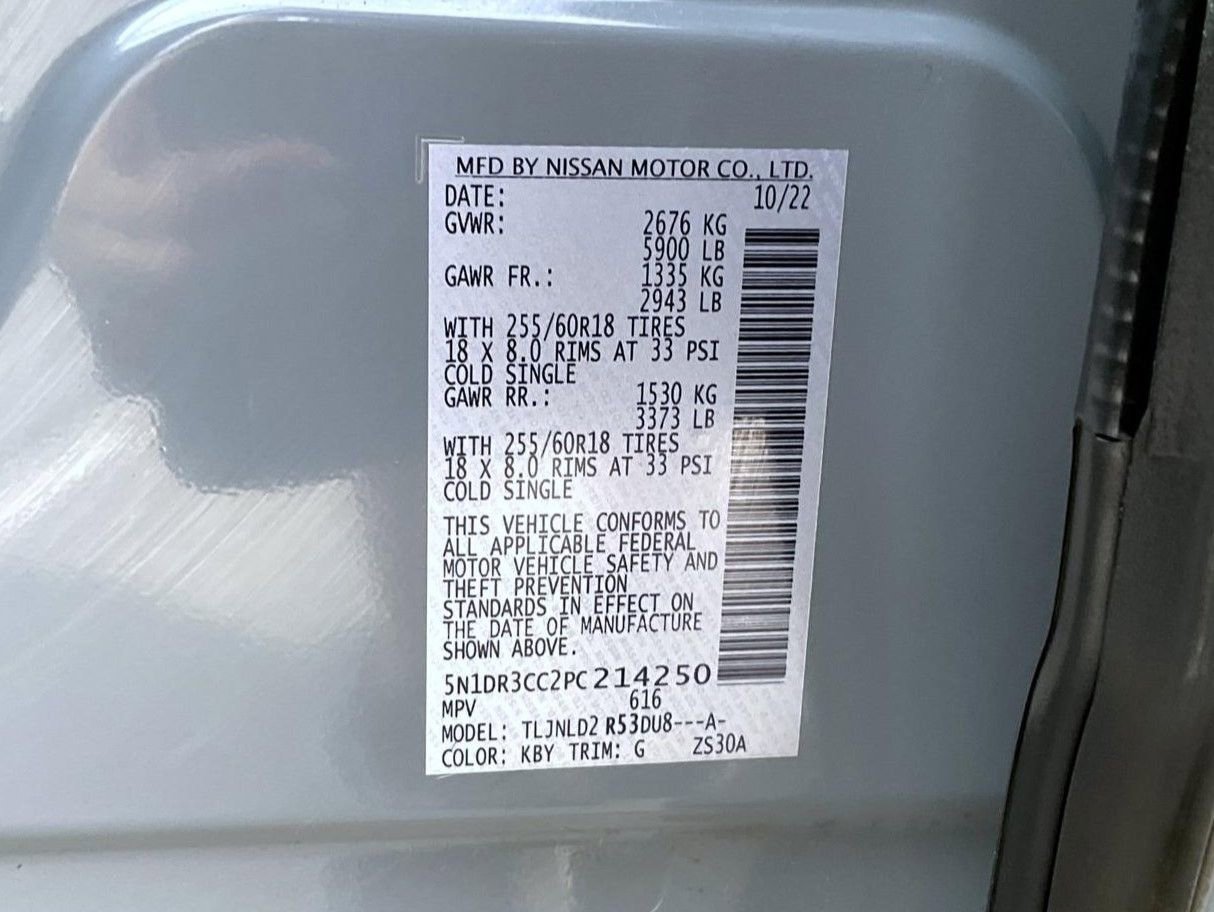 MFD BY NISSAN MOTOR CO., LTD.
DATE: 10/22
GVWR: 2676 KG
5900 LB
GAWR FR.: 1335 KG
2943 LB
WITH 255/60R18 TIRES
18 X 8.0 RIMS AT 33 PSI
COLD SINGLE
GAWR RR.: 1530 KG
3373 LB
WITH 255/60R18 TIRES
18 X 8.0 RIMS AT 33 PSI
COLD SINGLE
THIS VEHICLE CONFORMS TO
ALL APPLICABLE FEDERAL
MOTOR VEHICLE SAFETY AND
THEFT PREVENTION
STANDARDS IN EFFECT ON
THE DATE OF MANUFACTURE
SHOWN ABOVE.
5N1DR3CC2PC214250
MPV 616
MODEL: TLJNLD2 R53DU8---A-
COLOR: KBY TRIM: G ZS30A